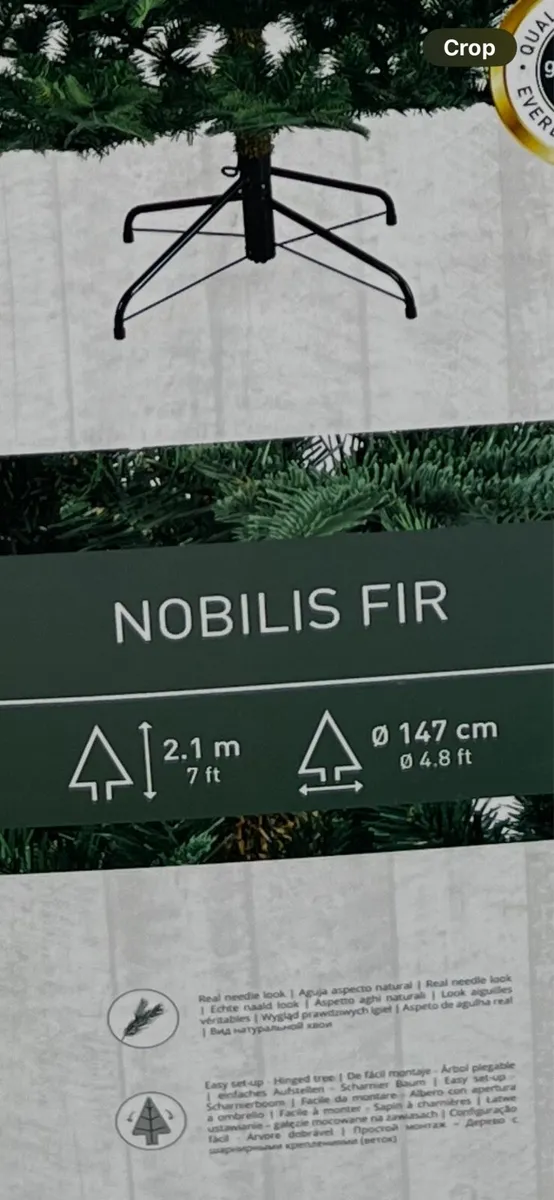 Crop
QUA
EVER
NOBILIS FIR
2.1 m
7 ft
Ø 147 cm
Ø 4.8 ft
Real needle look | Aguja aspecto natural | Real needle look
| Echte naald look | Aspetto aghi naturali | Look aiguilles
véritables | Wygląd prawdziwych igieł | Aspeto de agulha real
| Вид натуральной хвои
Easy set-up - Hinged tree | De fácil montaje - Árbol plegable
| einfaches Aufstellen - Scharnier Baum | Easy set-up -
Scharnierboom | Facile da montare - Albero con apertura
a ombrello | Facile à monter - Sapin à charnières | Łatwe
ustawianie - gałęzie mocowane na zawiasach | Configuração
fácil - Árvore dobrável | Простой монтаж - Дерево с
шарнирными креплениями (веток)